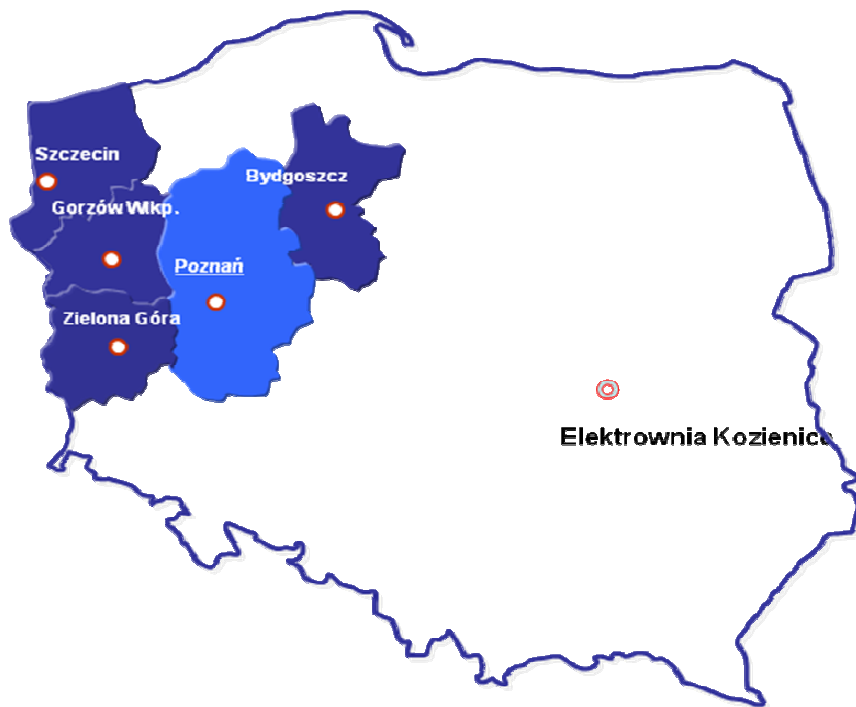 Szczecin
Bydgoszcz
Gorzów Wlkp.
Poznań
Zielona Góra
Elektrownia Kozienice